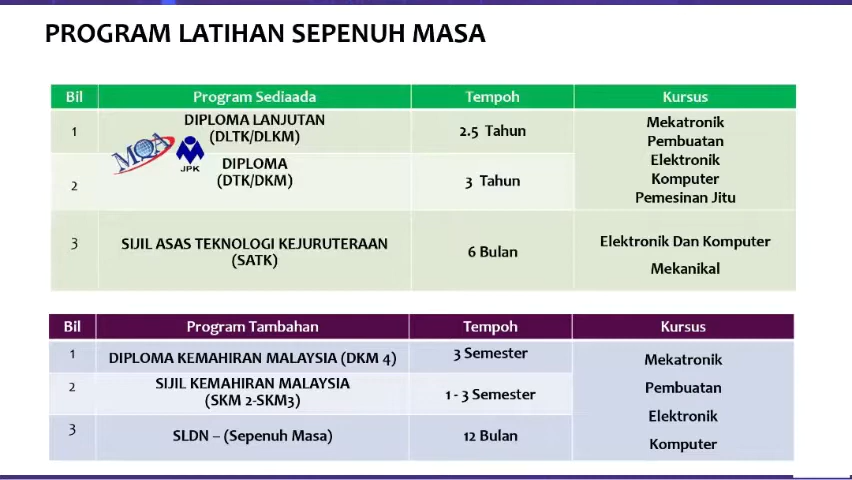 PROGRAM LATIHAN SEPENUH MASA
Bil Program Sediaada Tempoh Kursus
1 DIPLOMA LANJUTAN (DLTK/DLKM) 2.5 Tahun
MQA
JPK
2 DIPLOMA (DTK/DKM) 3 Tahun
Mekatronik
Pembuatan
Elektronik
Komputer
Pemesinan Jitu
3 SIJIL ASAS TEKNOLOGI KEJURUTERAAN (SATK) 6 Bulan
Elektronik Dan Komputer
Mekanikal
Bil Program Tambahan Tempoh Kursus
1 DIPLOMA KEMAHIRAN MALAYSIA (DKM 4) 3 Semester
2 SIJIL KEMAHIRAN MALAYSIA (SKM 2-SKM3) 1 - 3 Semester
3 SLDN – (Sepenuh Masa) 12 Bulan
Mekatronik
Pembuatan
Elektronik
Komputer